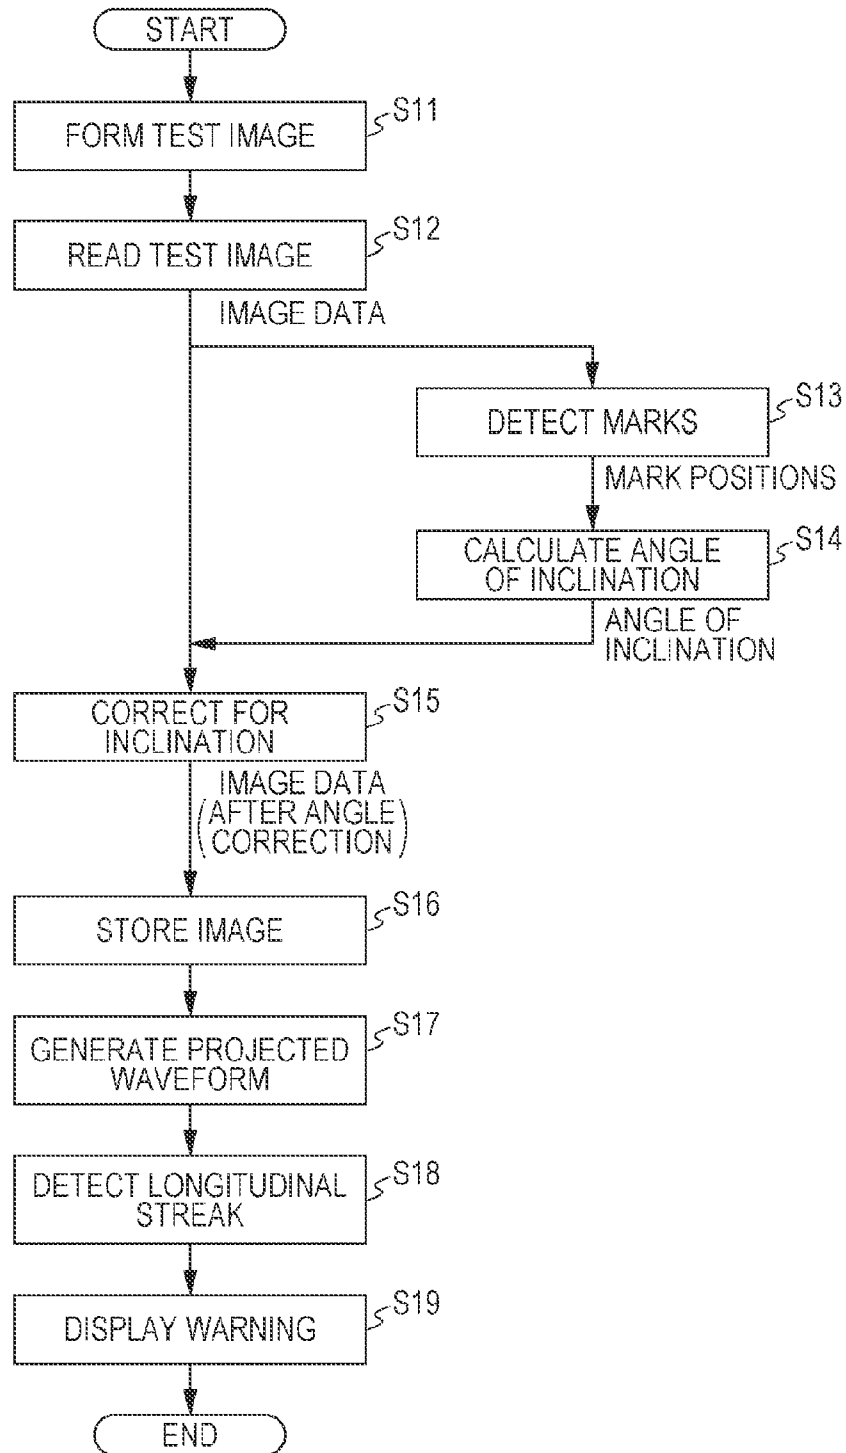 START
FORM TEST IMAGE
S11
READ TEST IMAGE
S12
IMAGE DATA
DETECT MARKS
S13
MARK POSITIONS
CALCULATE ANGLE
OF INCLINATION
S14
ANGLE OF
INCLINATION
CORRECT FOR
INCLINATION
S15
IMAGE DATA
(AFTER ANGLE
CORRECTION)
STORE IMAGE
S16
GENERATE PROJECTED
WAVEFORM
S17
DETECT LONGITUDINAL
STREAK
S18
DISPLAY WARNING
S19
END